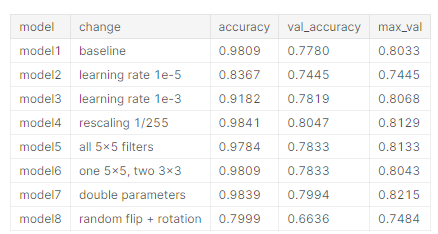 model change accuracy val_accuracy max_val
model1 baseline 0.9809 0.7780 0.8033
model2 learning rate 1e-5 0.8367 0.7445 0.7445
model3 learning rate 1e-3 0.9182 0.7819 0.8068
model4 rescaling 1/255 0.9841 0.8047 0.8129
model5 all 5×5 filters 0.9784 0.7833 0.8133
model6 one 5×5, two 3×3 0.9809 0.7833 0.8043
model7 double parameters 0.9839 0.7994 0.8215
model8 random flip + rotation 0.7999 0.6636 0.7484